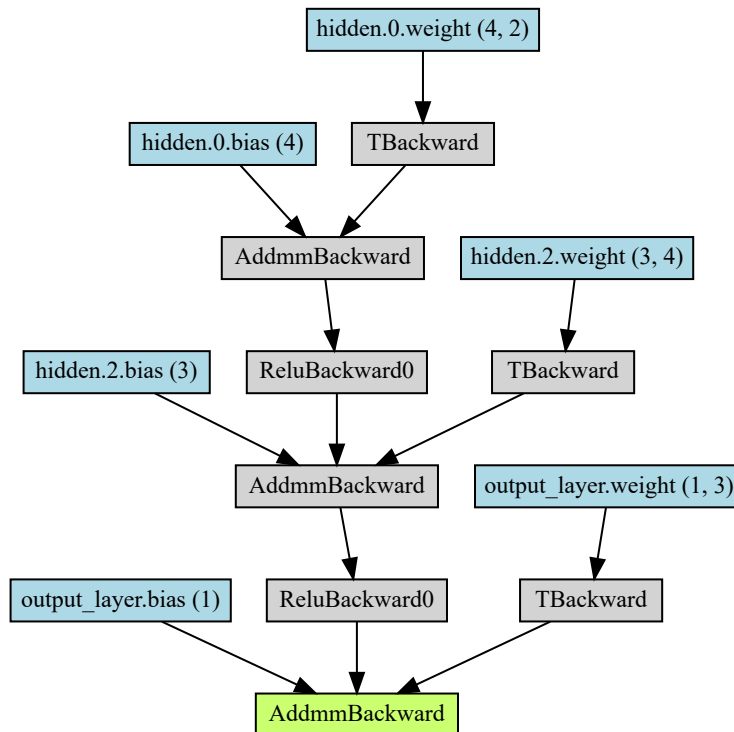 hidden.0.weight (4, 2)
hidden.0.bias (4)
TBackward
AddmmBackward
hidden.2.weight (3, 4)
hidden.2.bias (3)
ReluBackward0
TBackward
AddmmBackward
output_layer.weight (1, 3)
output_layer.bias (1)
ReluBackward0
TBackward
AddmmBackward